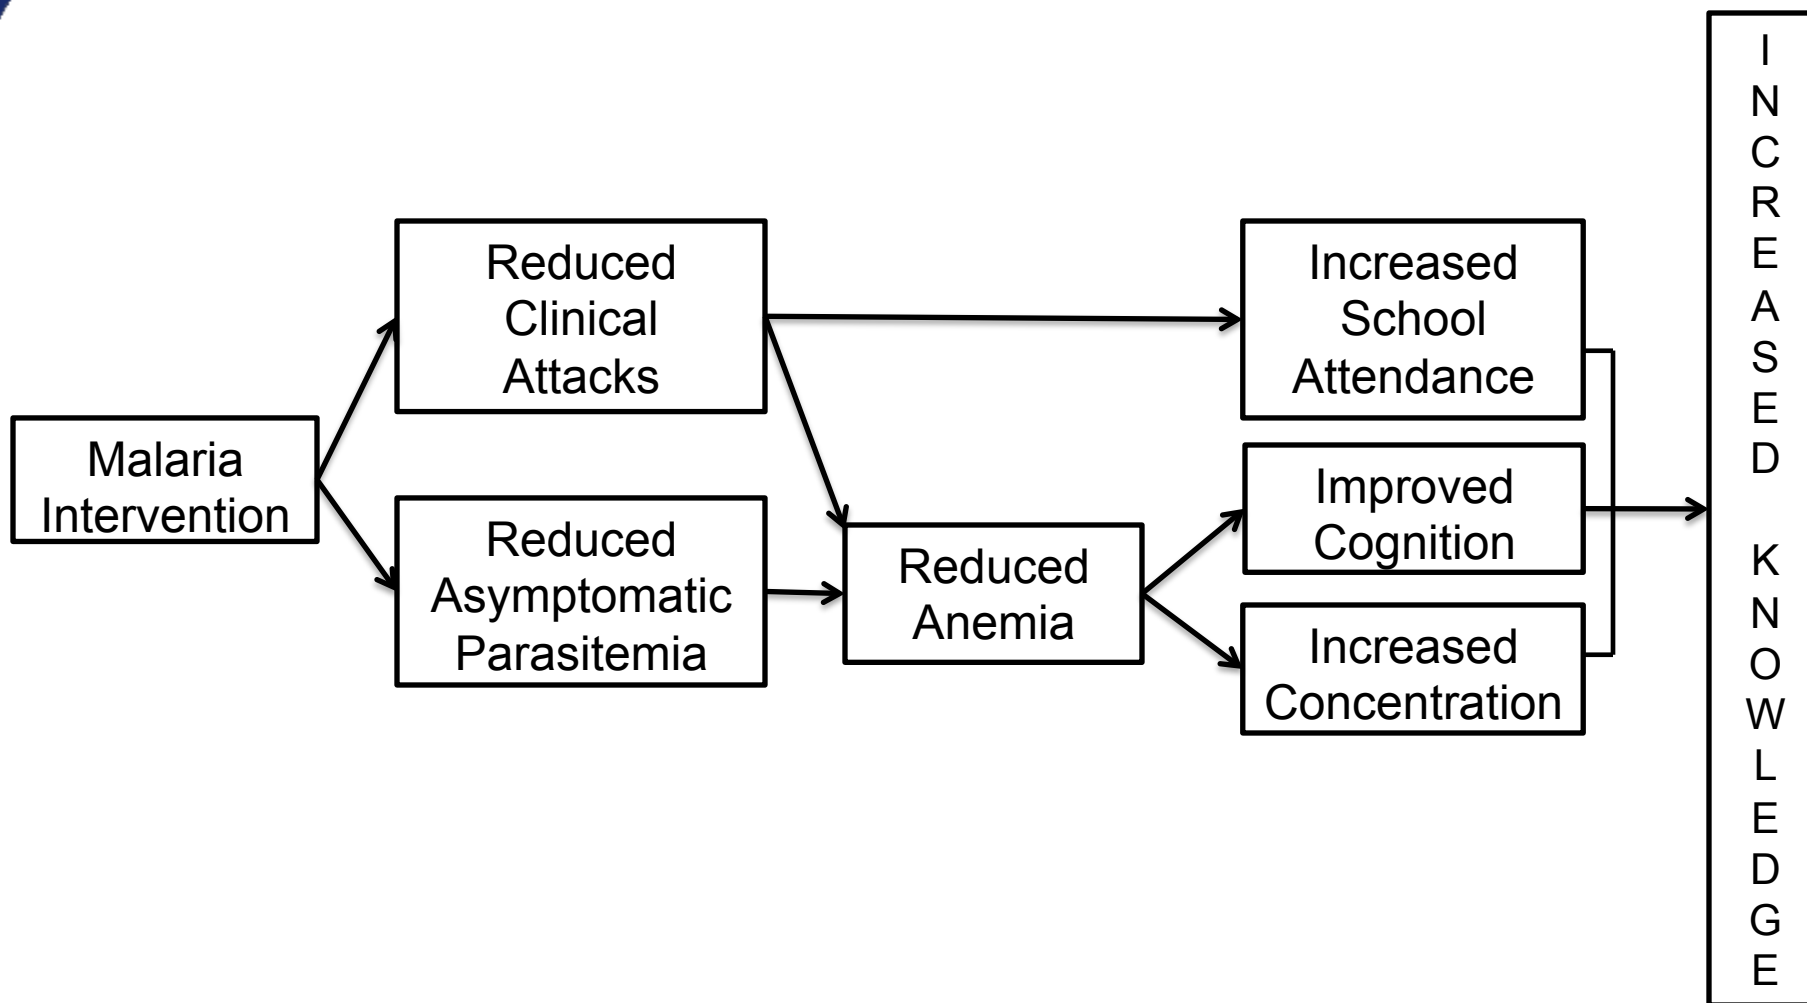 Malaria
Intervention
Reduced
Clinical
Attacks
Reduced
Asymptomatic
Parasitemia
Reduced
Anemia
Increased
School
Attendance
Improved
Cognition
Increased
Concentration
I
N
C
R
E
A
S
E
D
K
N
O
W
L
E
D
G
E